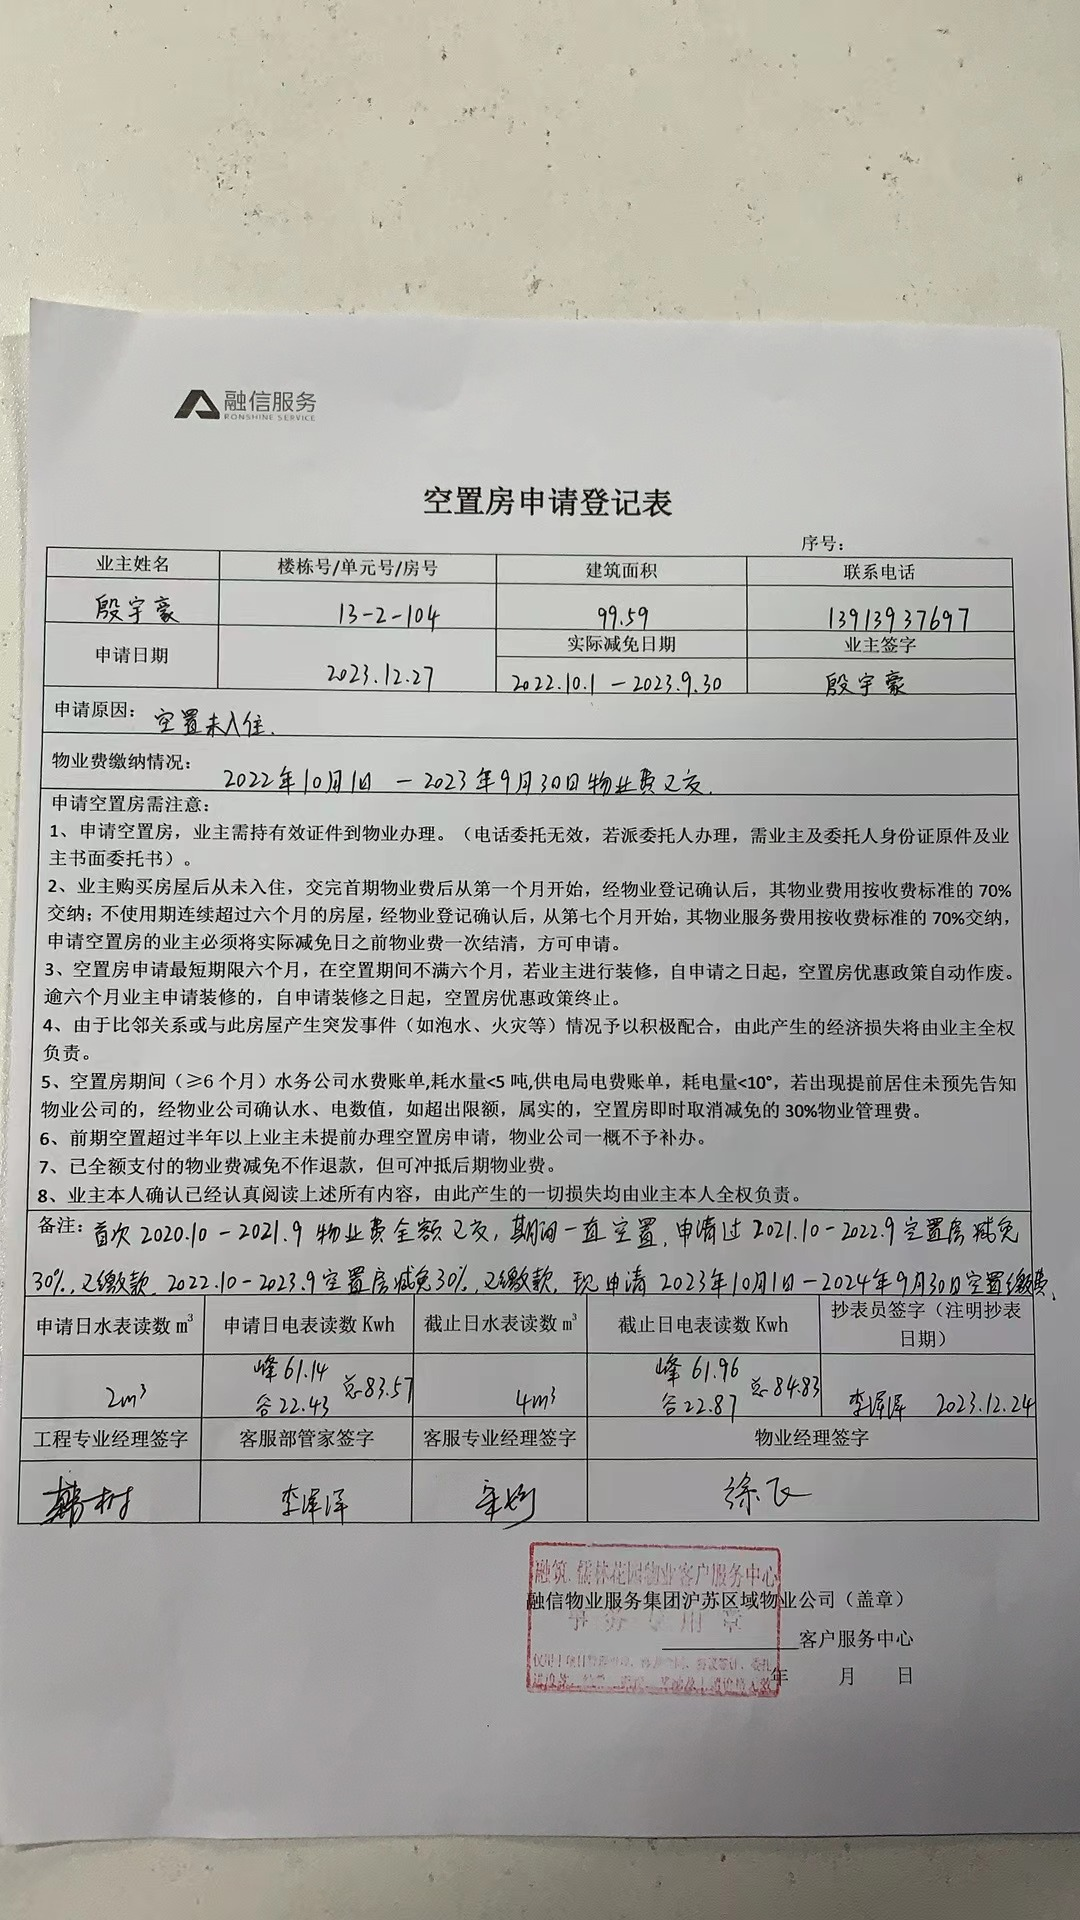 融信服务
RONSHINE SERVICE
空置房申请登记表
序号：
业主姓名 楼栋号/单元号/房号 建筑面积 联系电话
殷宇豪 13-2-104 99.59 13913937697
申请日期 2023.12.27 实际减免日期 业主签字
2022.10.1 - 2023.9.30 殷宇豪
申请原因： 空置未入住.
物业费缴纳情况： 2022年10月1日 - 2023年9月30日物业费已交.
申请空置房需注意：
1、申请空置房，业主需持有效证件到物业办理。（电话委托无效，若派委托人办理，需业主及委托人身份证原件及业
主书面委托书）。
2、业主购买房屋后从未入住，交完首期物业费后从第一个月开始，经物业登记确认后，其物业费用按收费标准的 70%
交纳；不使用期连续超过六个月的房屋，经物业登记确认后，从第七个月开始，其物业服务费用按收费标准的 70%交纳，
申请空置房的业主必须将实际减免日之前物业费一次结清，方可申请。
3、空置房申请最短期限六个月，在空置期间不满六个月，若业主进行装修，自申请之日起，空置房优惠政策自动作废。
逾六个月业主申请装修的，自申请装修之日起，空置房优惠政策终止。
4、由于比邻关系或与此房屋产生突发事件（如泡水、火灾等）情况予以积极配合，由此产生的经济损失将由业主全权
负责。
5、空置房期间（≥6 个月）水务公司水费账单,耗水量<5 吨,供电局电费账单，耗电量<10°，若出现提前居住未预先告知
物业公司的，经物业公司确认水、电数值，如超出限额，属实的，空置房即时取消减免的 30%物业管理费。
6、前期空置超过半年以上业主未提前办理空置房申请，物业公司一概不予补办。
7、已全额支付的物业费减免不作退款，但可冲抵后期物业费。
8、业主本人确认已经认真阅读上述所有内容，由此产生的一切损失均由业主本人全权负责。
备注：首次 2020.10 - 2021.9 物业费全额已交，期间一直空置，申请过 2021.10-2022.9 空置房减免
30%，已缴款. 2022.10-2023.9 空置房减免30%，已缴款，现申请 2023年10月1日-2024年9月30日空置缴费.
申请日水表读数 m³ 申请日电表读数 Kwh 截止日水表读数 m³ 截止日电表读数 Kwh 抄表员签字（注明抄表
日期）
2m³ 峰 61.14 谷22.43 总83.57 4m³ 峰 61.96 谷22.87 总84.83 李泽泽 2023.12.24
工程专业经理签字 客服部管家签字 客服专业经理签字 物业经理签字
李泽泽 徐飞
融筑.儒林花园物业客户服务中心
融信物业服务集团沪苏区域物业公司（盖章）
客户服务中心
年 月 日